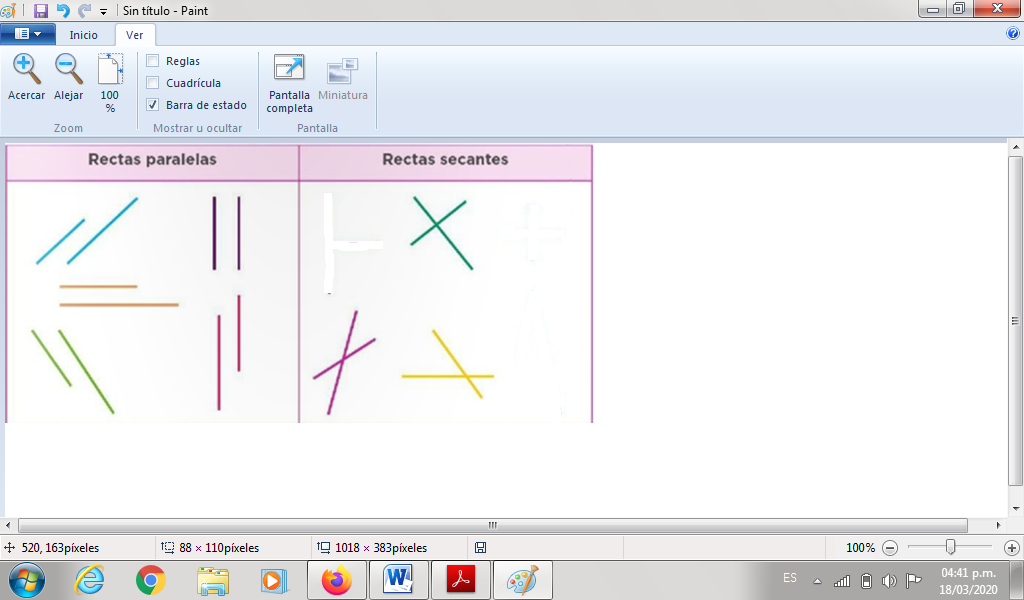 Sin título - Paint
Inicio
Ver
Acercar
Alejar
100
%
Reglas
Cuadrícula
Barra de estado
Pantalla
completa
Miniatura
Zoom
Mostrar u ocultar
Pantalla
Rectas paralelas
Rectas secantes
520, 163píxeles
88 × 110píxeles
1018 × 383píxeles
100%
ES
04:41 p.m.
18/03/2020